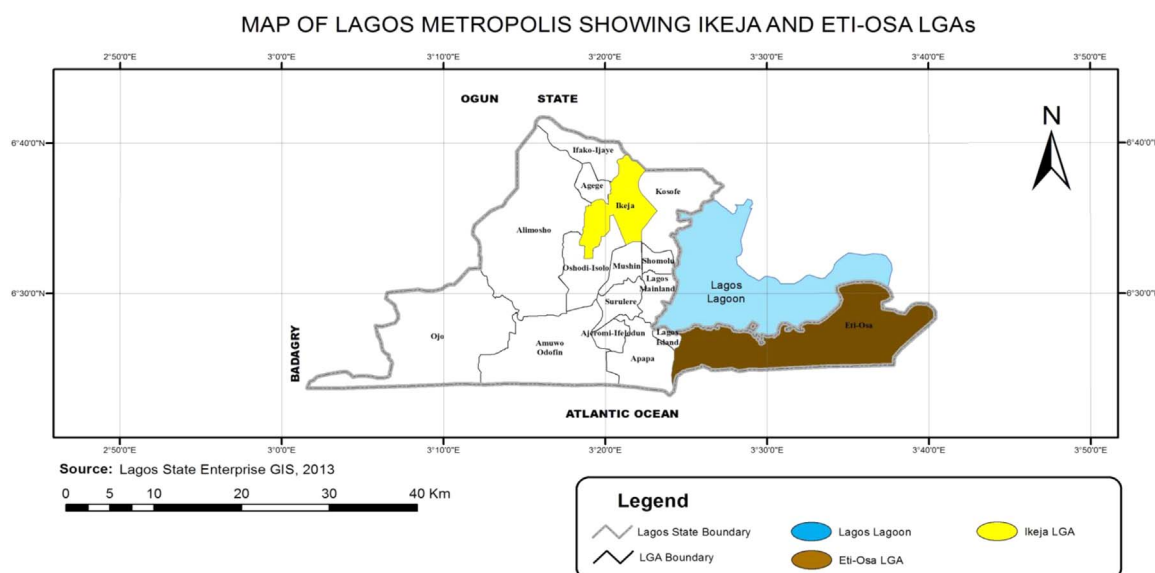 MAP OF LAGOS METROPOLIS SHOWING IKEJA AND ETI-OSA LGAs
2°50'0"E 3°0'0"E 3°10'0"E 3°20'0"E 3°30'0"E 3°40'0"E 3°50'0"E
OGUN STATE
N
6°40'0"N 6°40'0"N
Ifako-Ijaye
Agege
Kosofe
Ikeja
Alimosho
Oshodi-Isolo
Mushin
Shomolu
Lagos
Mainland
Lagos
Lagoon
6°30'0"N 6°30'0"N
Surulere
Eti-Osa
Ojo
Ajeromi-Ifelodun
Lagos
Island
Amuwo
Odofin
Apapa
BADAGRY
ATLANTIC OCEAN
2°50'0"E 3°0'0"E 3°10'0"E 3°20'0"E 3°30'0"E 3°40'0"E 3°50'0"E
Source: Lagos State Enterprise GIS, 2013
0 5 10 20 30 40 Km
Legend
Lagos State Boundary
Lagos Lagoon
Ikeja LGA
LGA Boundary
Eti-Osa LGA